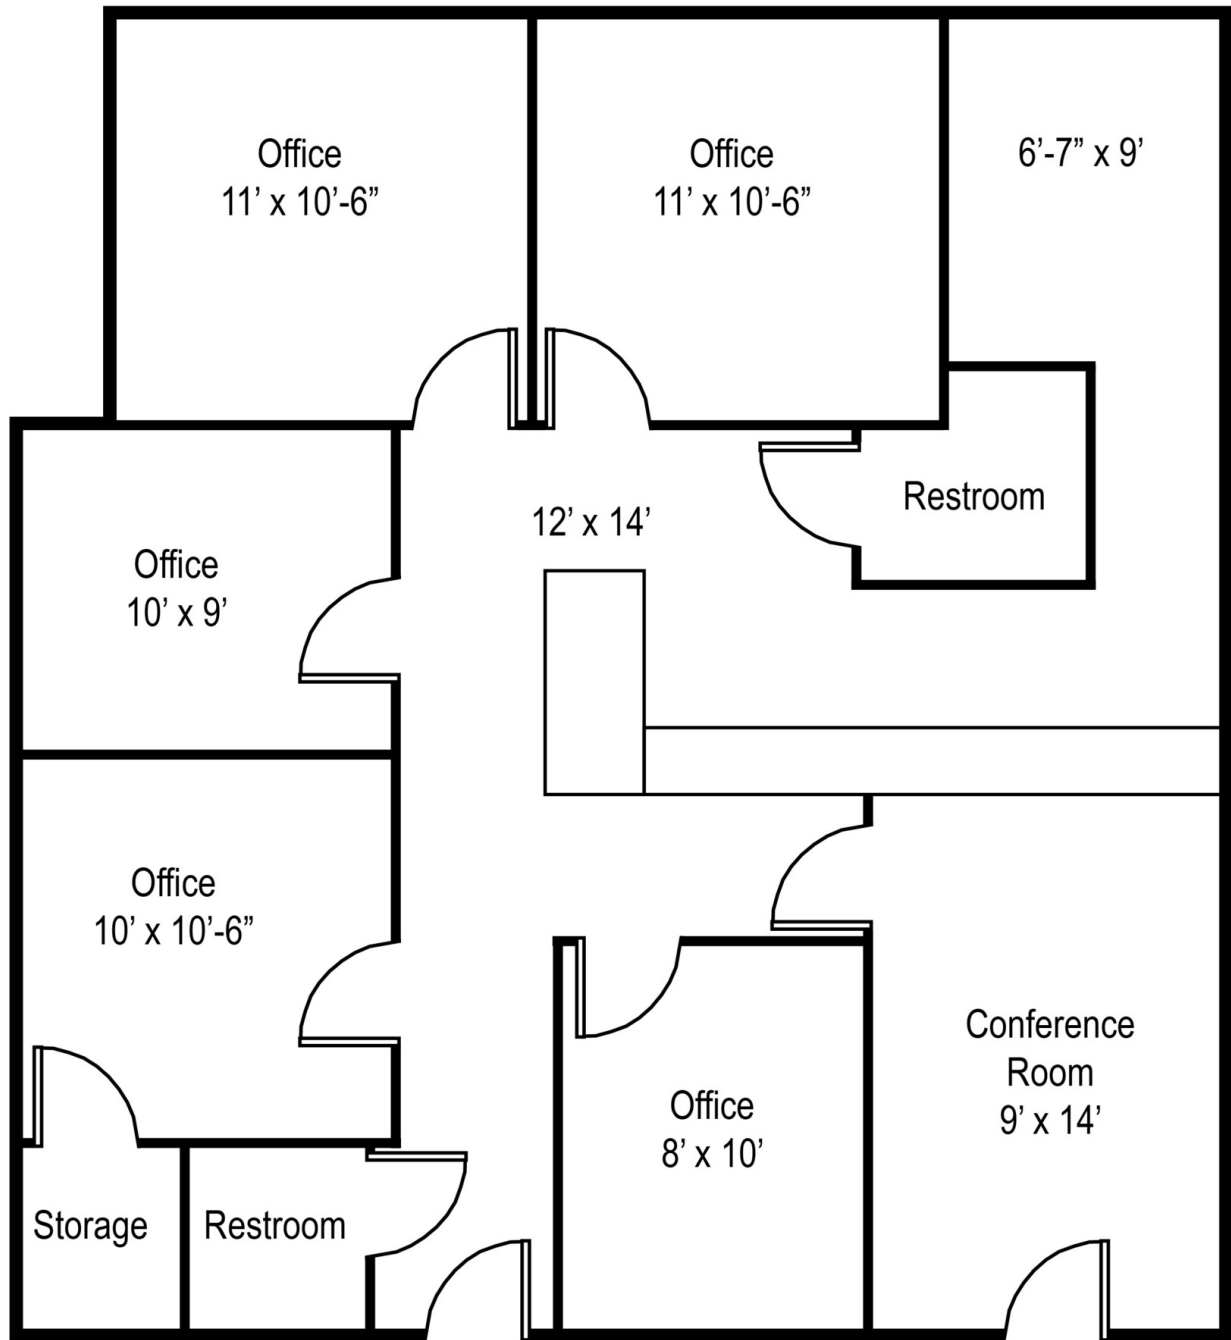 Office
11’ x 10’-6”
Office
11’ x 10’-6”
6’-7” x 9’
Restroom
12’ x 14’
Office
10’ x 9’
Office
10’ x 10’-6”
Conference
Room
9’ x 14’
Office
8’ x 10’
Storage
Restroom